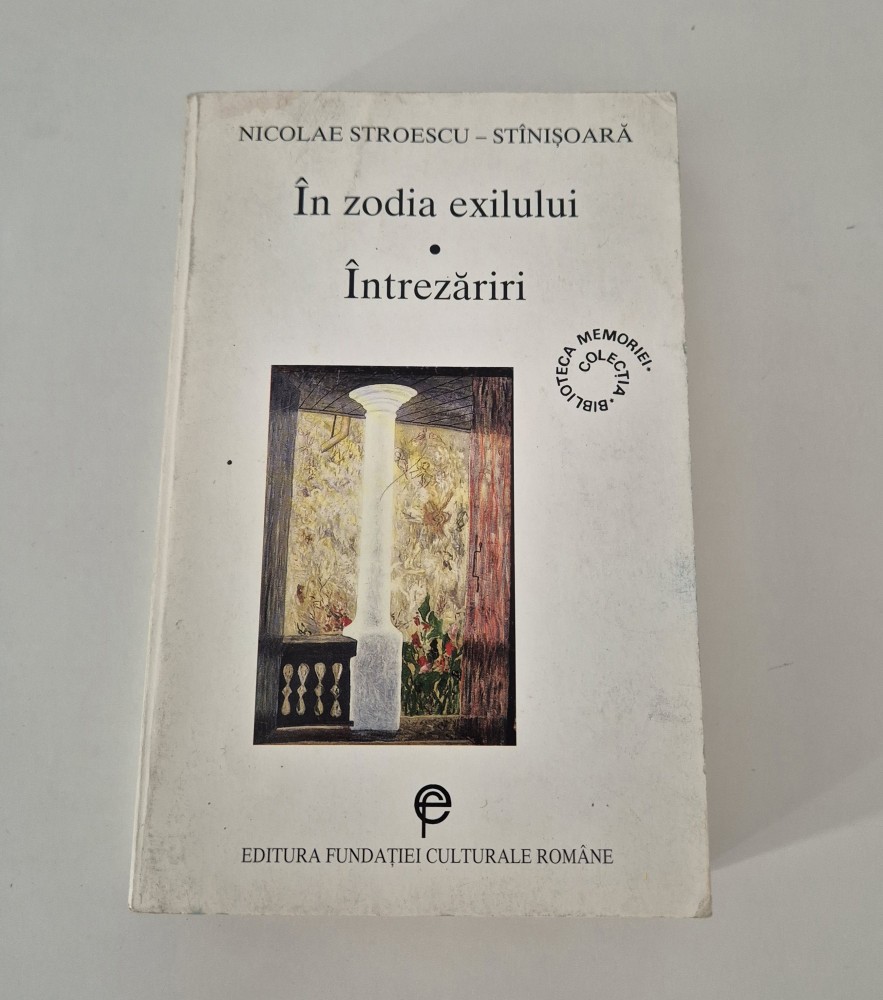 NICOLAE STROESCU – STÎNIȘOARĂ
În zodia exilului
•
Întrezăriri
BIBLIOTECA MEMORIEI •
COLECȚIA •
EDITURA FUNDAȚIEI CULTURALE ROMÂNE